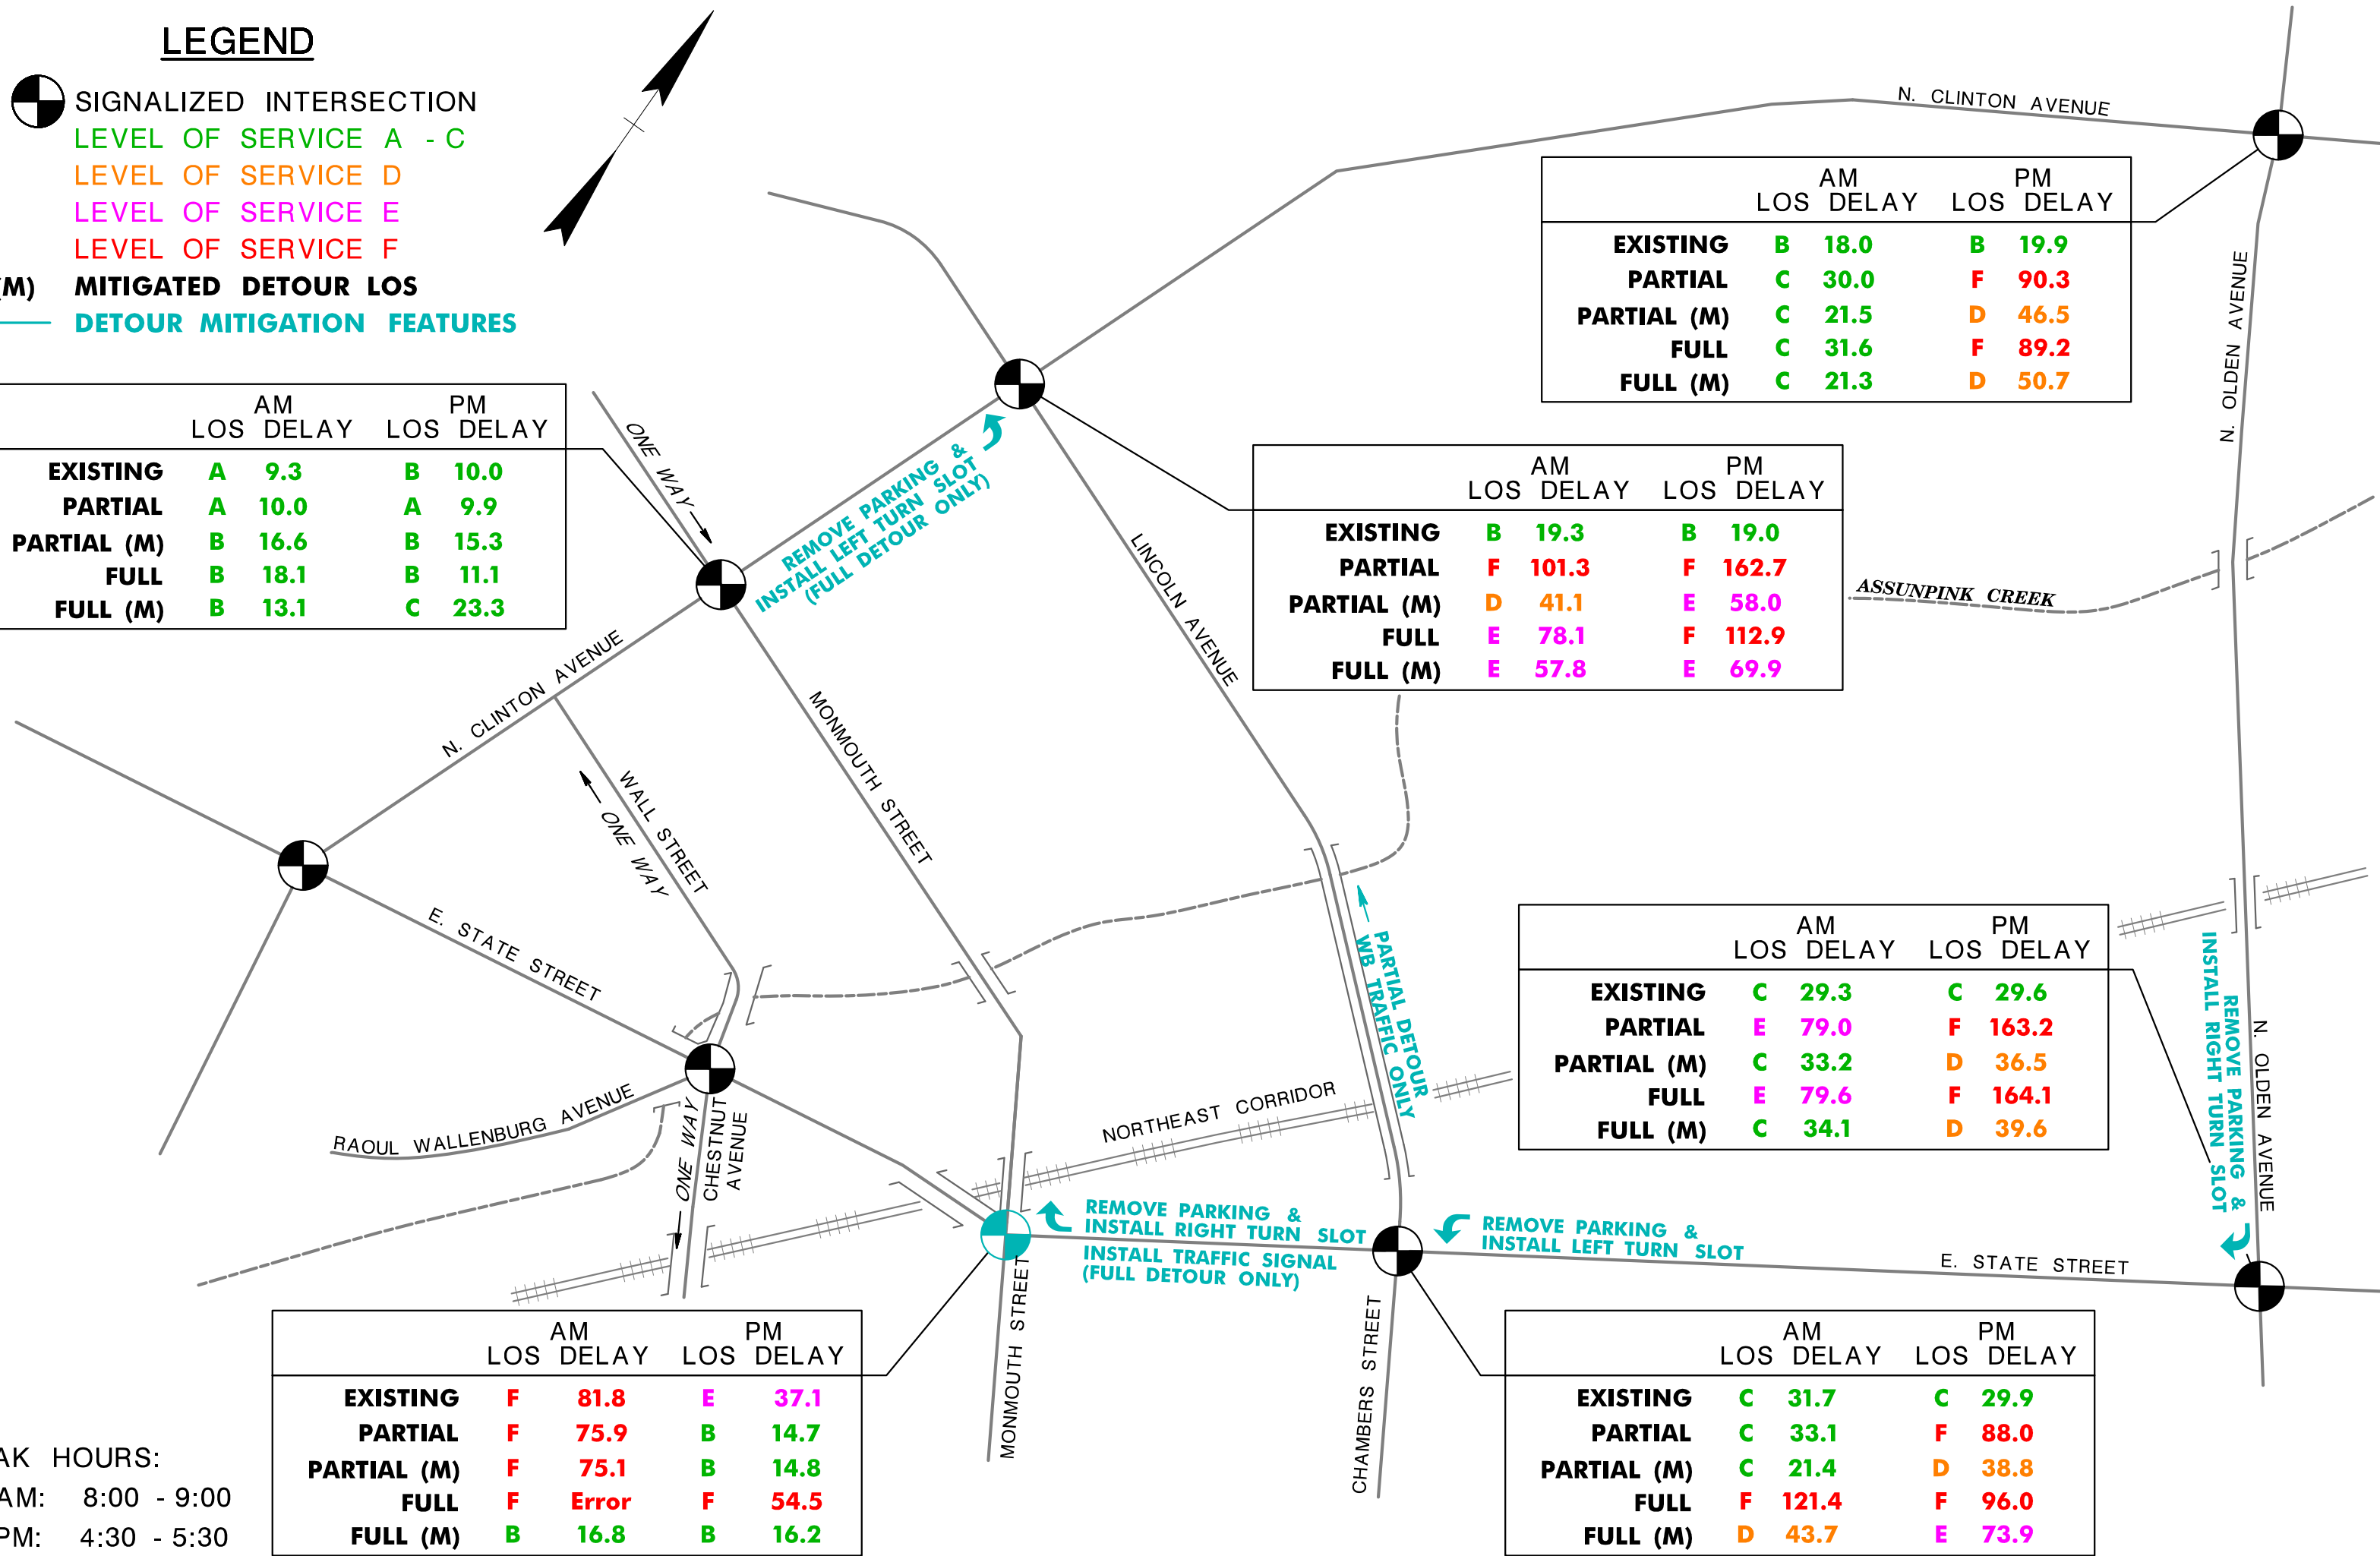 LEGEND
SIGNALIZED INTERSECTION
LEVEL OF SERVICE A - C
LEVEL OF SERVICE D
LEVEL OF SERVICE E
LEVEL OF SERVICE F
(M) MITIGATED DETOUR LOS
DETOUR MITIGATION FEATURES
N. CLINTON AVENUE
AM PM
LOS DELAY LOS DELAY
EXISTING B 18.0 B 19.9
PARTIAL C 30.0 F 90.3
PARTIAL (M) C 21.5 D 46.5
FULL C 31.6 F 89.2
FULL (M) C 21.3 D 50.7
N. OLDEN AVENUE
AM PM
LOS DELAY LOS DELAY
EXISTING A 9.3 B 10.0
PARTIAL A 10.0 A 9.9
PARTIAL (M) B 16.6 B 15.3
FULL B 18.1 B 11.1
FULL (M) B 13.1 C 23.3
ONE WAY
REMOVE PARKING &
INSTALL LEFT TURN SLOT
(FULL DETOUR ONLY)
AM PM
LOS DELAY LOS DELAY
EXISTING B 19.3 B 19.0
PARTIAL F 101.3 F 162.7
PARTIAL (M) D 41.1 E 58.0
FULL E 78.1 F 112.9
FULL (M) E 57.8 E 69.9
LINCOLN AVENUE
ASSUNPINK CREEK
N. CLINTON AVENUE
MONMOUTH STREET
WALL STREET
ONE WAY
E. STATE STREET
PARTIAL DETOUR
WB TRAFFIC ONLY
AM PM
LOS DELAY LOS DELAY
EXISTING C 29.3 C 29.6
PARTIAL E 79.0 F 163.2
PARTIAL (M) C 33.2 D 36.5
FULL E 79.6 F 164.1
FULL (M) C 34.1 D 39.6
REMOVE PARKING &
INSTALL RIGHT TURN SLOT
N. OLDEN AVENUE
RAOUL WALLENBURG AVENUE
ONE WAY
CHESTNUT
AVENUE
NORTHEAST CORRIDOR
REMOVE PARKING &
INSTALL RIGHT TURN SLOT
INSTALL TRAFFIC SIGNAL
(FULL DETOUR ONLY)
REMOVE PARKING &
INSTALL LEFT TURN SLOT
E. STATE STREET
MONMOUTH STREET
CHAMBERS STREET
AM PM
LOS DELAY LOS DELAY
EXISTING F 81.8 E 37.1
PARTIAL F 75.9 B 14.7
PARTIAL (M) F 75.1 B 14.8
FULL F Error F 54.5
FULL (M) B 16.8 B 16.2
AM PM
LOS DELAY LOS DELAY
EXISTING C 31.7 C 29.9
PARTIAL C 33.1 F 88.0
PARTIAL (M) C 21.4 D 38.8
FULL F 121.4 F 96.0
FULL (M) D 43.7 E 73.9
AK HOURS:
AM: 8:00 - 9:00
PM: 4:30 - 5:30